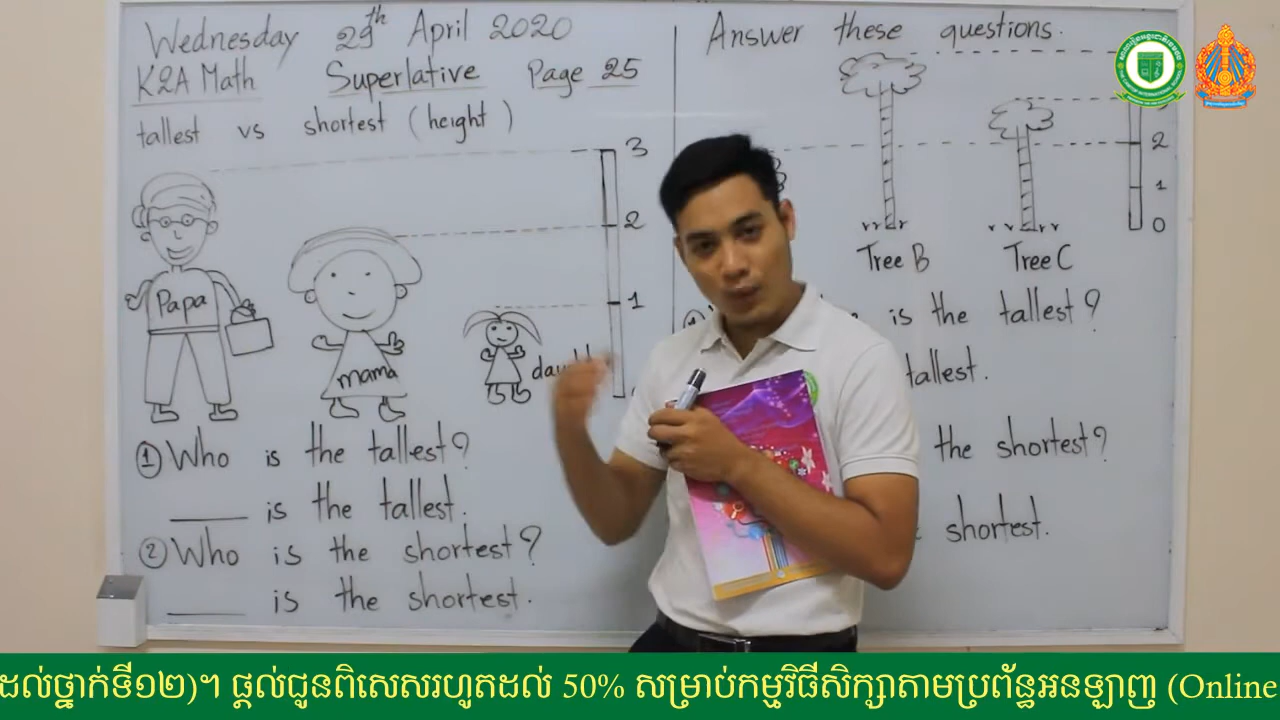 Wednesday 29th April 2020
K2A Math Superlative Page 25
tallest vs shortest (height)
3
2
1
Papa
mama
① Who is the tallest?
____ is the tallest.
② Who is the shortest?
____ is the shortest.
Answer these questions.
2
1
0
Tree B Tree C
is the tallest?
tallest.
the shortest?
shortest.
ដល់ថ្នាក់ទី១២)។ ផ្តល់ជូនពិសេសរហូតដល់ 50% សម្រាប់កម្មវិធីសិក្សាតាមប្រព័ន្ធអនឡាញ (Online